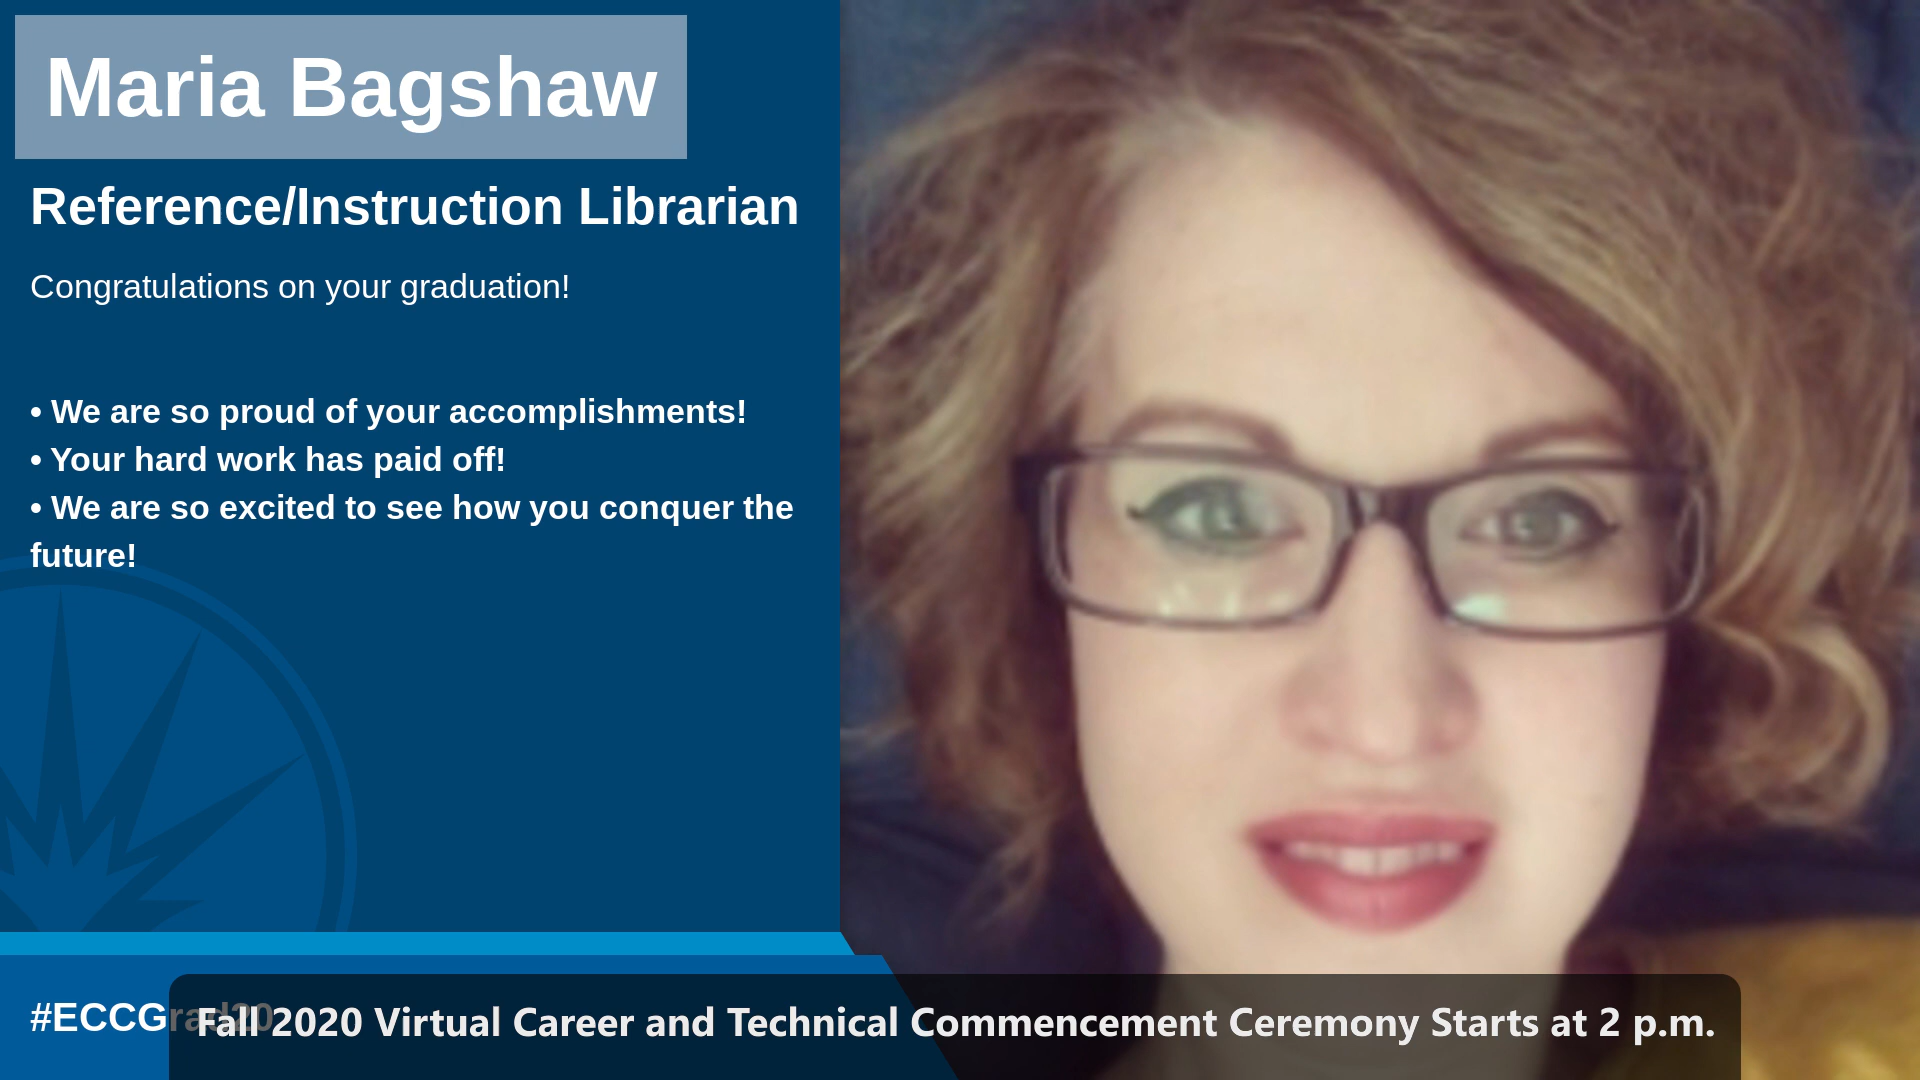 Maria Bagshaw
Reference/Instruction Librarian
Congratulations on your graduation!
• We are so proud of your accomplishments!
• Your hard work has paid off!
• We are so excited to see how you conquer the
future!
#ECCGrad20
Fall 2020 Virtual Career and Technical Commencement Ceremony Starts at 2 p.m.